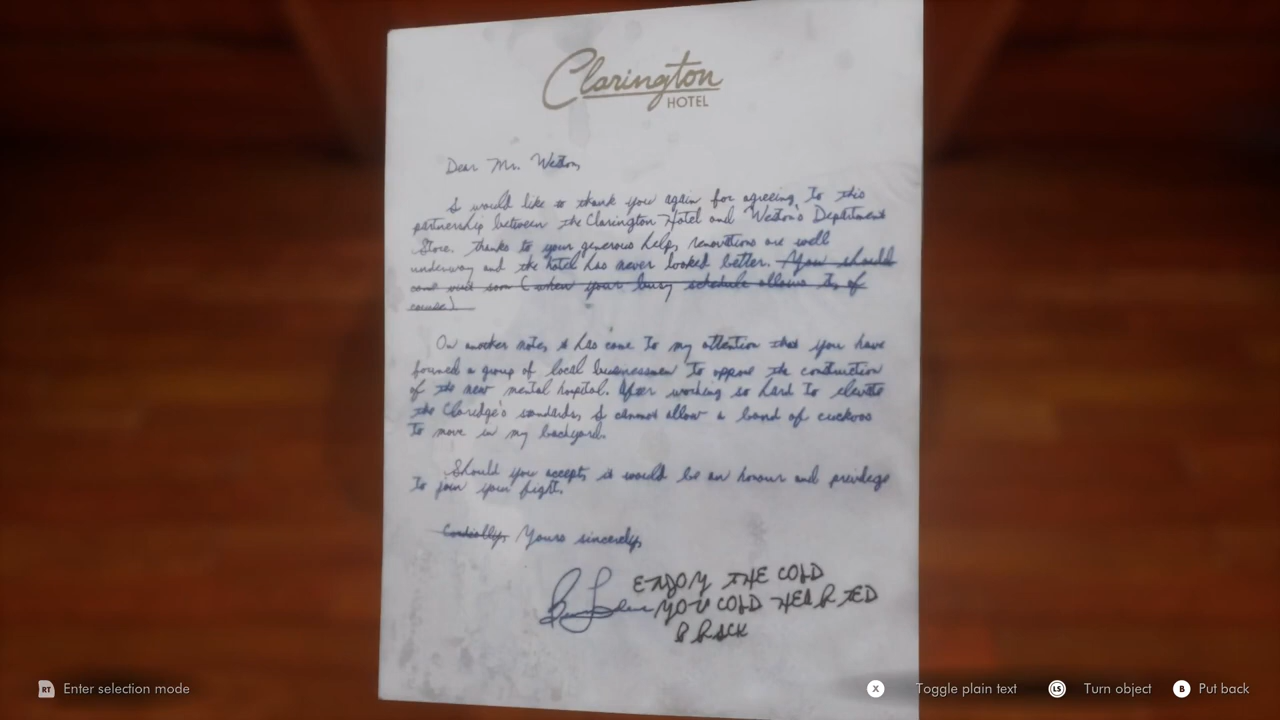 Clarington
HOTEL
Dear Mr. Weston,
I would like to thank you again for agreeing to this
partnership between the Clarington Hotel and Weston's Department
Store. Thanks to your generous help, renovations are well
underway and the hotel has never looked better. You should
come visit soon (when your busy schedule allows it, of
course)
On another note, it has come to my attention that you have
formed a group of local businessmen to oppose the construction
of the new mental hospital. After working so hard to elevate
the Claridge's standards, I cannot allow a band of cuckoos
to move in my backyard.
Should you accept, it would be an honour and privilege
to join your fight.
Cordially, Yours sincerely,
ENJOY THE COLD
YOU COLD HEARTED
Enter selection mode
Toggle plain text
Turn object
Put back
RT
X
LS
B